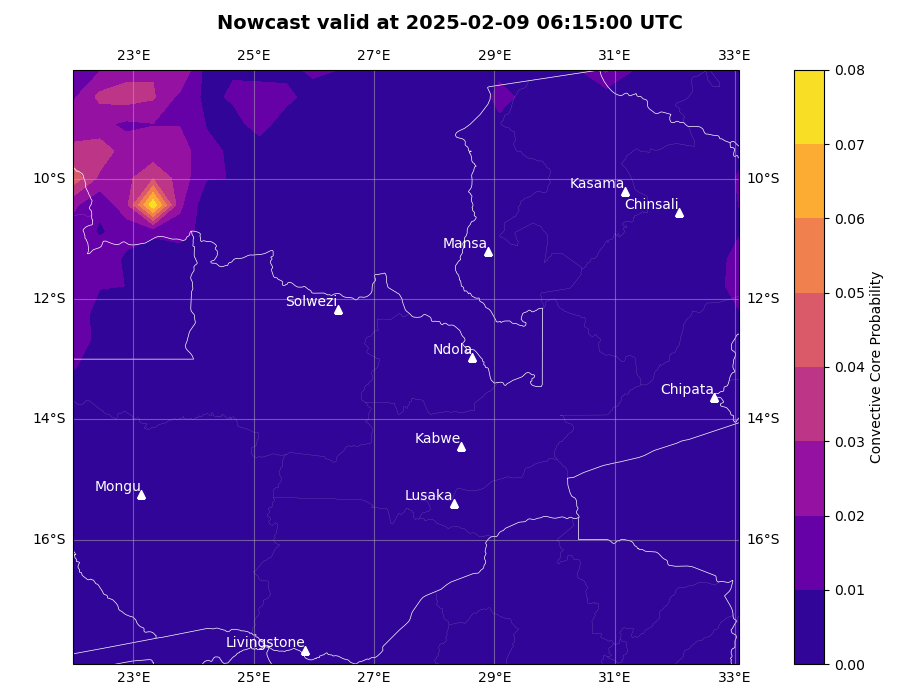 Nowcast valid at 2025-02-09 06:15:00 UTC
23°E 25°E 27°E 29°E 31°E 33°E
0.08
0.07
10°S 10°S
Kasama
Chinsali
0.06
Mansa
0.05
12°S 12°S
Solwezi
Ndola
0.04
Chipata
Convective Core Probability
14°S 14°S
Kabwe
0.03
Mongu
Lusaka
0.02
16°S 16°S
0.01
Livingstone
0.00
23°E 25°E 27°E 29°E 31°E 33°E